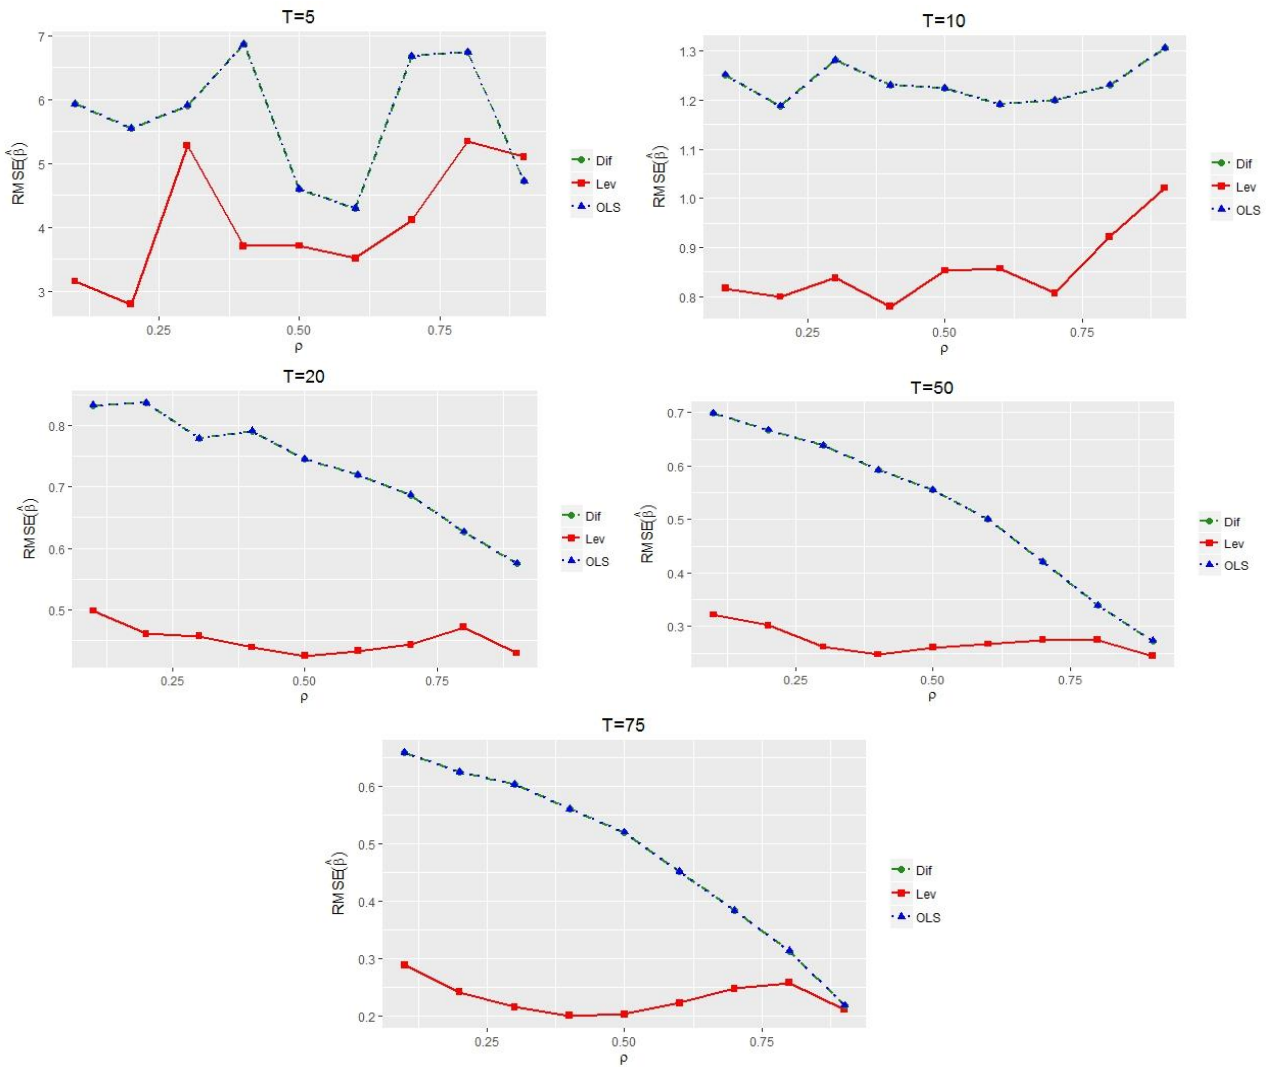 T=5
7
6
5
4
3
RMSE(β̂)
0.25 0.50 0.75
ρ
Dif
Lev
OLS
T=10
1.3
1.2
1.1
1.0
0.9
0.8
RMSE(β̂)
0.25 0.50 0.75
ρ
Dif
Lev
OLS
T=20
0.8
0.7
0.6
0.5
RMSE(β̂)
0.25 0.50 0.75
ρ
Dif
Lev
OLS
T=50
0.7
0.6
0.5
0.4
0.3
RMSE(β̂)
0.25 0.50 0.75
ρ
Dif
Lev
OLS
T=75
0.6
0.5
0.4
0.3
0.2
RMSE(β̂)
0.25 0.50 0.75
ρ
Dif
Lev
OLS